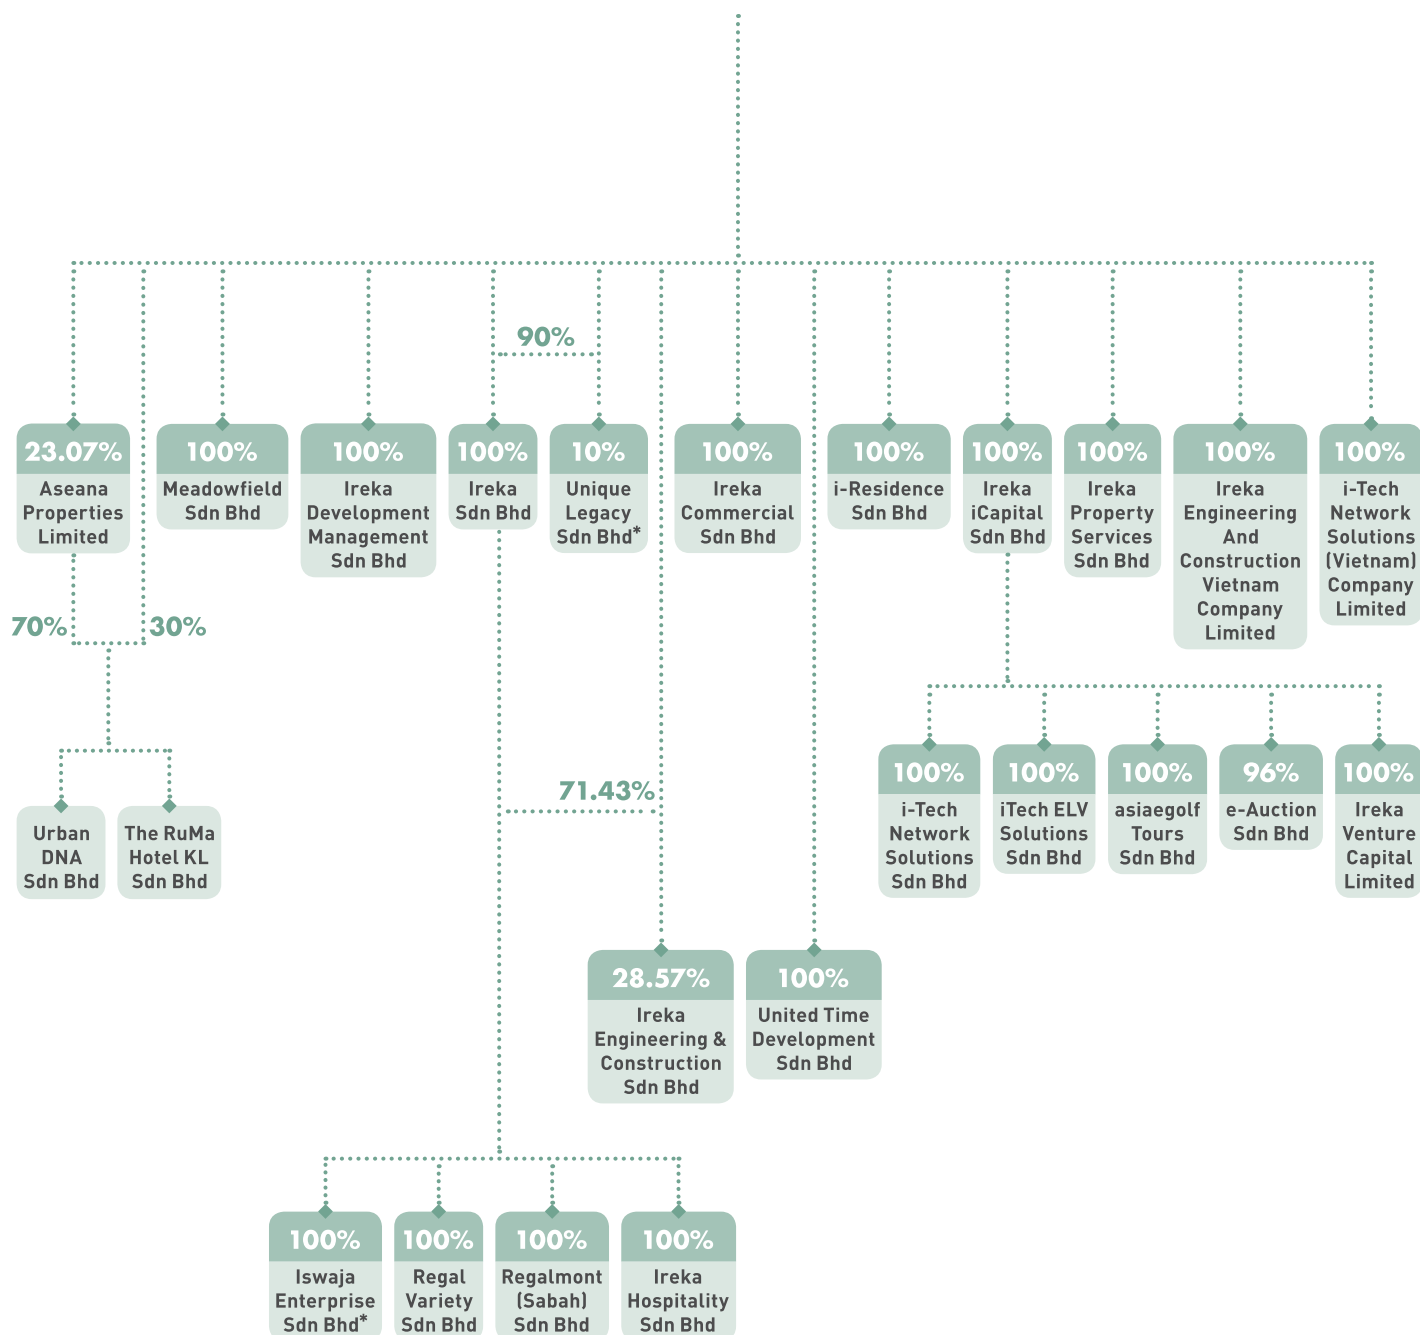 90%
23.07%
Aseana
Properties
Limited
100%
Meadowfield
Sdn Bhd
100%
Ireka
Development
Management
Sdn Bhd
100%
Ireka
Sdn Bhd
10%
Unique
Legacy
Sdn Bhd*
100%
Ireka
Commercial
Sdn Bhd
100%
i-Residence
Sdn Bhd
100%
Ireka
iCapital
Sdn Bhd
100%
Ireka
Property
Services
Sdn Bhd
100%
Ireka
Engineering
And
Construction
Vietnam
Company
Limited
100%
i-Tech
Network
Solutions
(Vietnam)
Company
Limited
70%
30%
Urban
DNA
Sdn Bhd
The RuMa
Hotel KL
Sdn Bhd
71.43%
100%
i-Tech
Network
Solutions
Sdn Bhd
100%
iTech ELV
Solutions
Sdn Bhd
100%
asiaegolf
Tours
Sdn Bhd
96%
e-Auction
Sdn Bhd
100%
Ireka
Venture
Capital
Limited
28.57%
Ireka
Engineering &
Construction
Sdn Bhd
100%
United Time
Development
Sdn Bhd
100%
Iswaja
Enterprise
Sdn Bhd*
100%
Regal
Variety
Sdn Bhd
100%
Regalmont
(Sabah)
Sdn Bhd
100%
Ireka
Hospitality
Sdn Bhd